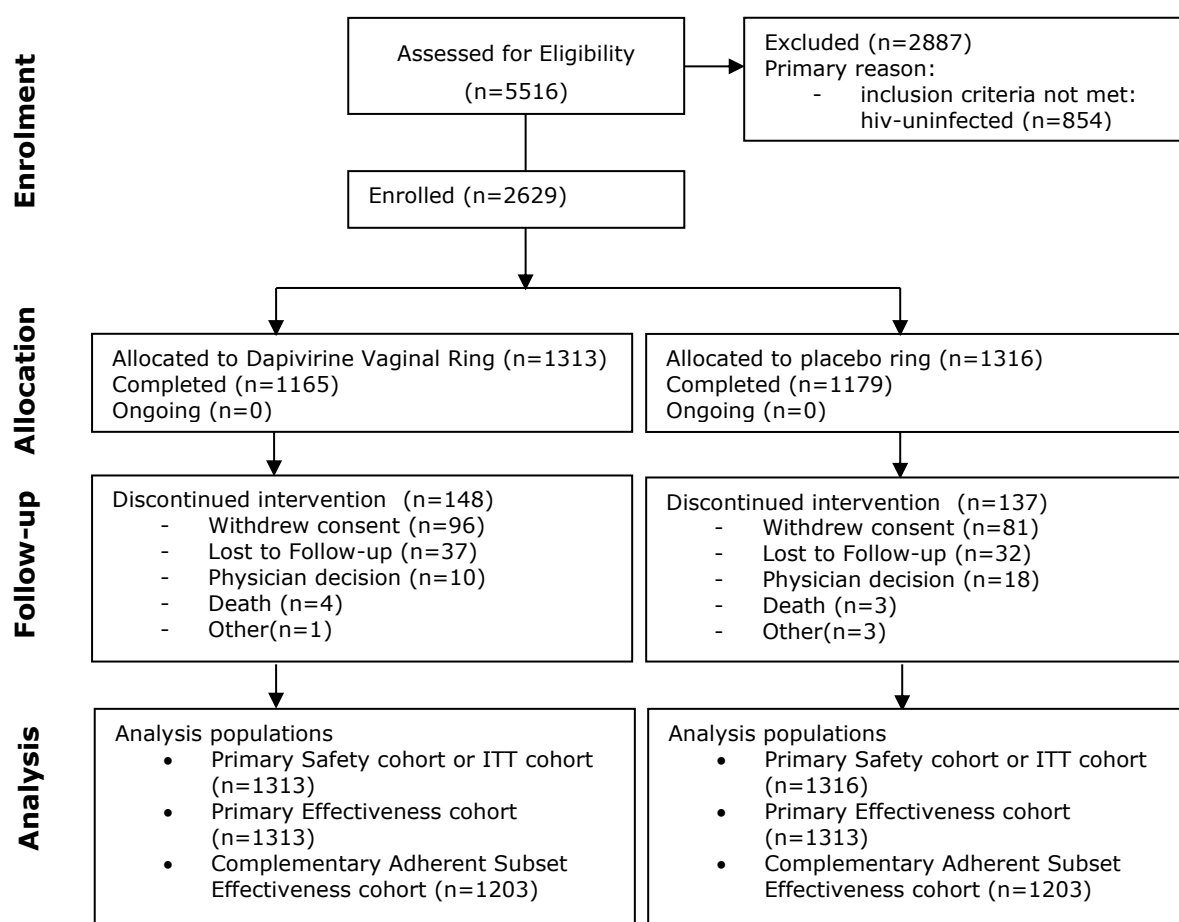 Enrolment
Assessed for Eligibility
(n=5516)
Excluded (n=2887)
Primary reason:
- inclusion criteria not met:
hiv-uninfected (n=854)
Enrolled (n=2629)
Allocation
Allocated to Dapivirine Vaginal Ring (n=1313)
Completed (n=1165)
Ongoing (n=0)
Allocated to placebo ring (n=1316)
Completed (n=1179)
Ongoing (n=0)
Follow-up
Discontinued intervention (n=148)
- Withdrew consent (n=96)
- Lost to Follow-up (n=37)
- Physician decision (n=10)
- Death (n=4)
- Other(n=1)
Discontinued intervention (n=137)
- Withdrew consent (n=81)
- Lost to Follow-up (n=32)
- Physician decision (n=18)
- Death (n=3)
- Other(n=3)
Analysis
Analysis populations
• Primary Safety cohort or ITT cohort
(n=1313)
• Primary Effectiveness cohort
(n=1313)
• Complementary Adherent Subset
Effectiveness cohort (n=1203)
Analysis populations
• Primary Safety cohort or ITT cohort
(n=1316)
• Primary Effectiveness cohort
(n=1313)
• Complementary Adherent Subset
Effectiveness cohort (n=1203)